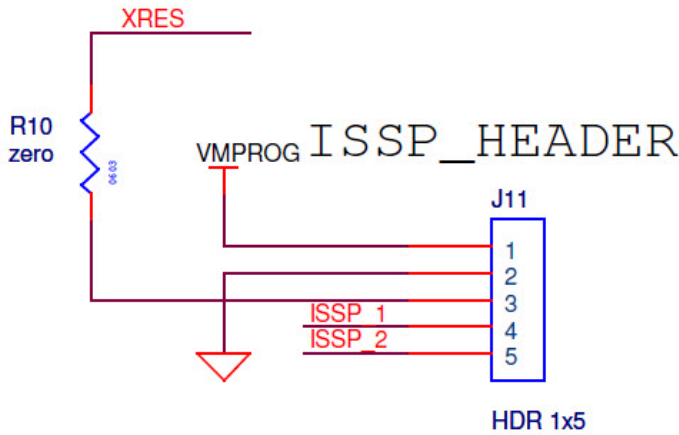 XRES
R10
zero
0603
VMPROG
ISSP_HEADER
J11
1
2
3
ISSP_1
4
ISSP_2
5
HDR 1x5